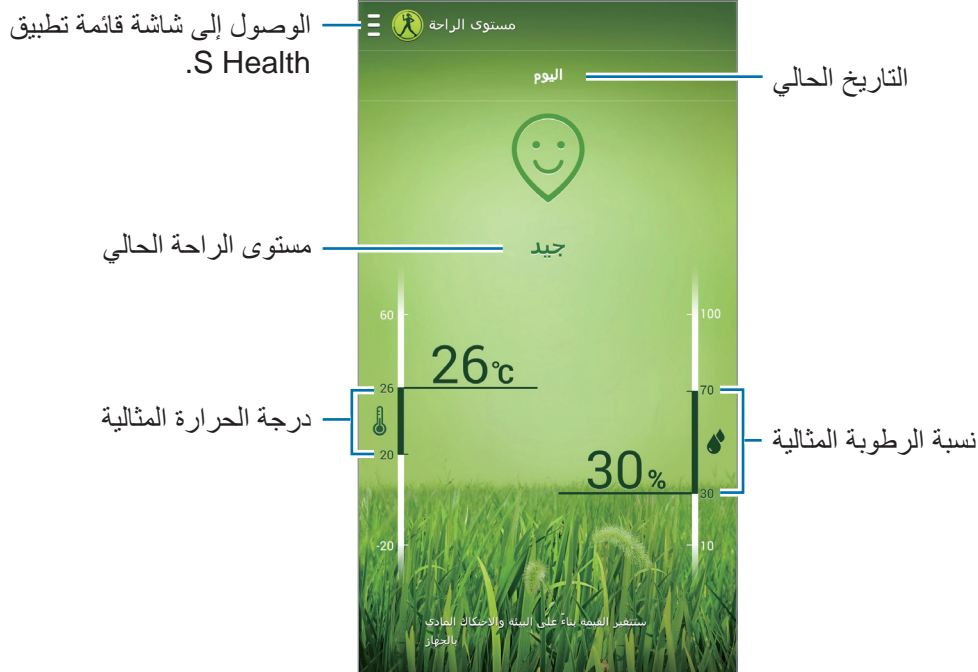 الوصول إلى شاشة قائمة تطبيق
S Health.
مستوى الراحة
اليوم
التاريخ الحالي
جيد
مستوى الراحة الحالي
60
100
26°C
26
70
درجة الحرارة المثالية
نسبة الرطوبة المثالية
20
30%
30
-20
10
ستتغير القيمة بناءً على البيئة والاحتكاك المادي
بالجهاز